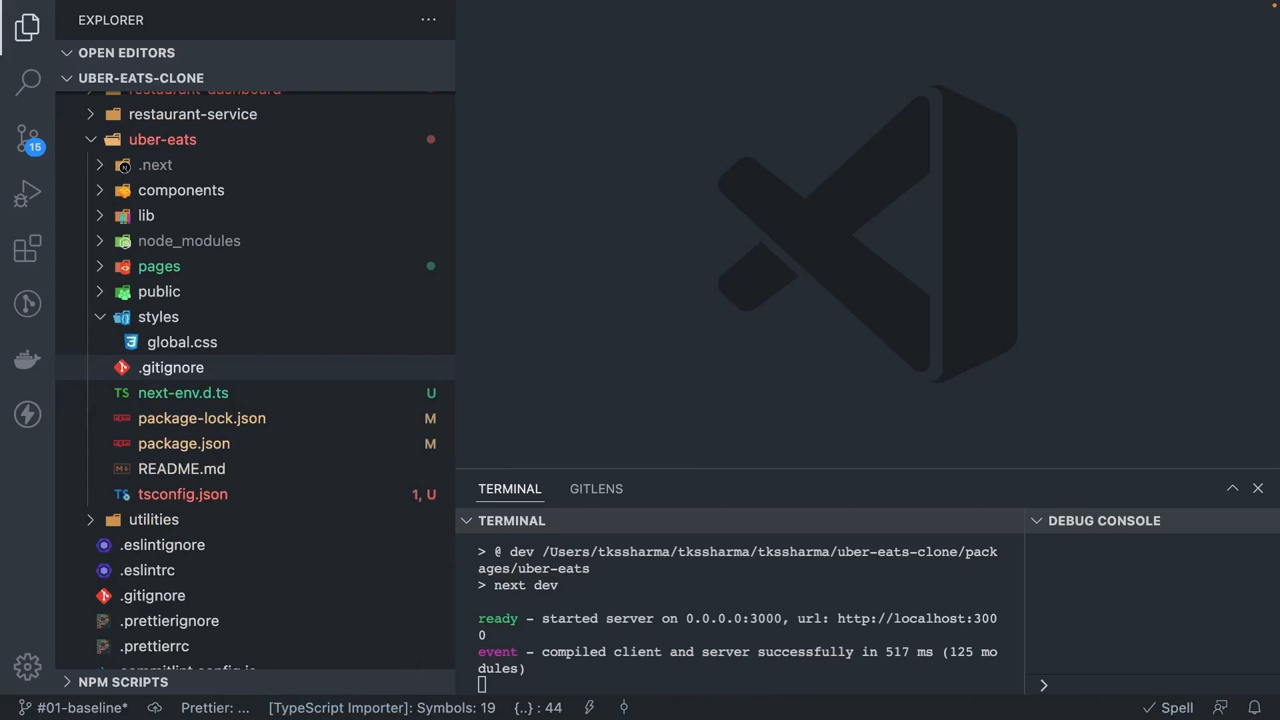 EXPLORER
OPEN EDITORS
UBER-EATS-CLONE
restaurant-dashboard
restaurant-service
uber-eats
.next
components
lib
node_modules
pages
public
styles
global.css
.gitignore
next-env.d.ts U
package-lock.json M
package.json M
README.md
tsconfig.json 1, U
utilities
.eslintignore
.eslintrc
.gitignore
.prettierignore
.prettierrc
commitlint.config.js
NPM SCRIPTS
15
TERMINAL GITLENS
TERMINAL
> @ dev /Users/tkssharma/tkssharma/tkssharma/uber-eats-clone/pack
ages/uber-eats
> next dev
ready - started server on 0.0.0.0:3000, url: http://localhost:300
0
event - compiled client and server successfully in 517 ms (125 mo
dules)
DEBUG CONSOLE
>
#01-baseline* Prettier: ... [TypeScript Importer]: Symbols: 19 {..} : 44 Spell